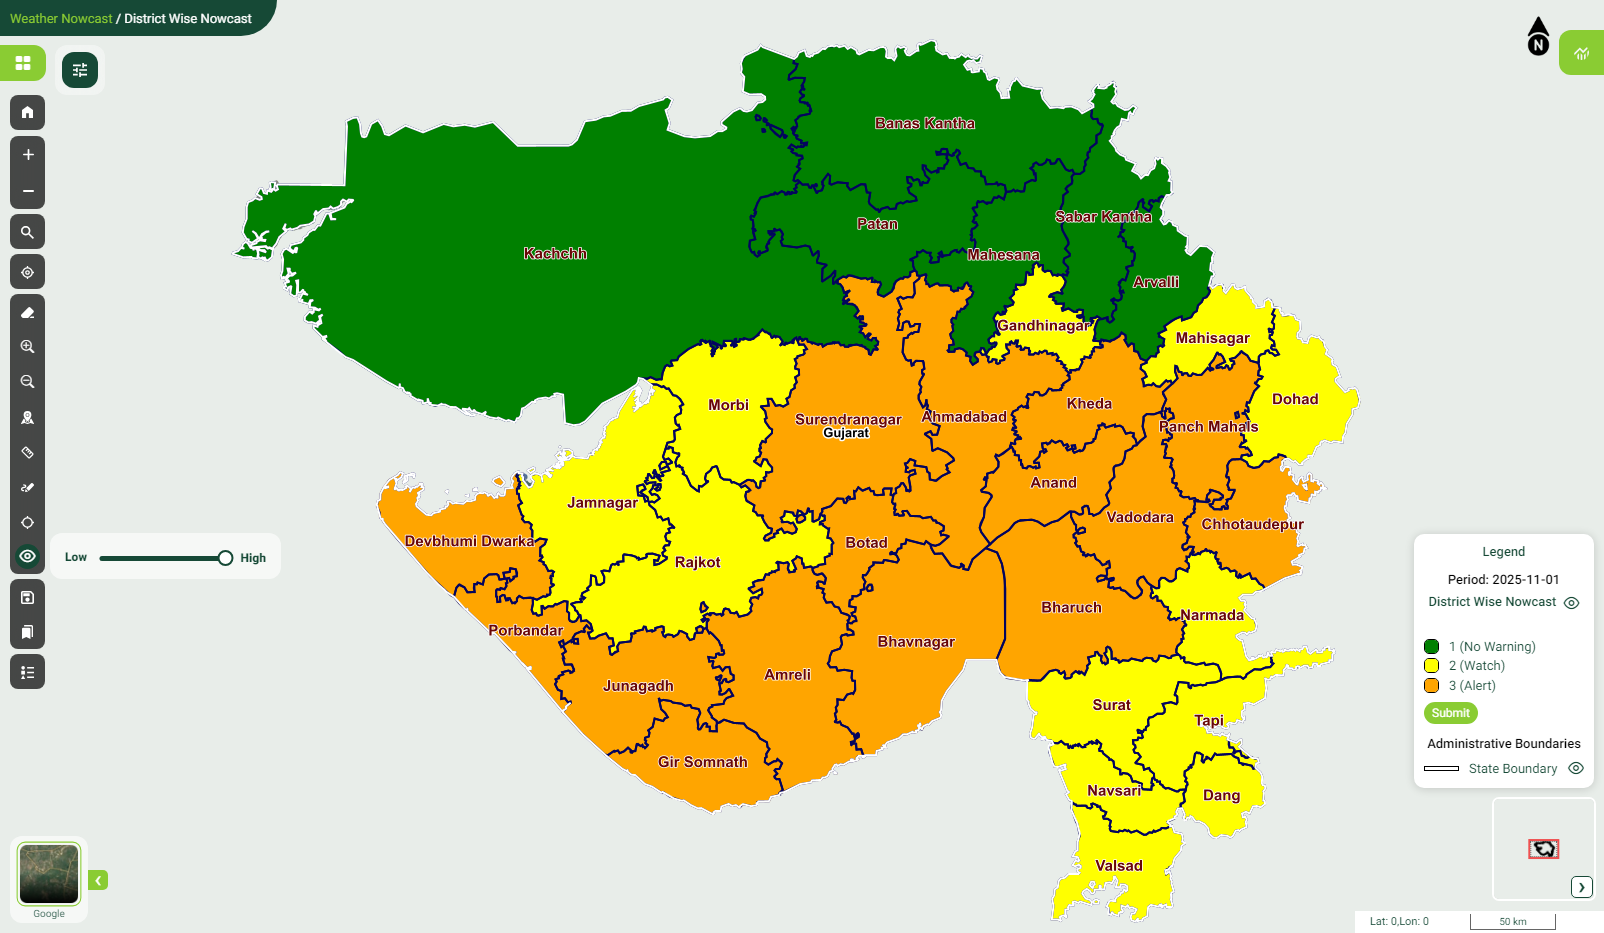 Weather Nowcast / District Wise Nowcast
N
Banas Kantha
Patan
Sabar Kantha
Kachchh
Mahesana
Arvalli
Gandhinagar
Mahisagar
Dohad
Morbi
Kheda
Surendranagar
Ahmadabad
Gujarat
Panch Mahals
Anand
Jamnagar
Vadodara
Chhotaudepur
Devbhumi Dwarka
Botad
Rajkot
Low
High
Bharuch
Narmada
Porbandar
Bhavnagar
Amreli
Junagadh
Surat
Tapi
Gir Somnath
Navsari
Dang
Valsad
Legend
Period: 2025-11-01
District Wise Nowcast
1 (No Warning)
2 (Watch)
3 (Alert)
Submit
Administrative Boundaries
State Boundary
Google
Lat: 0,Lon: 0
50 km